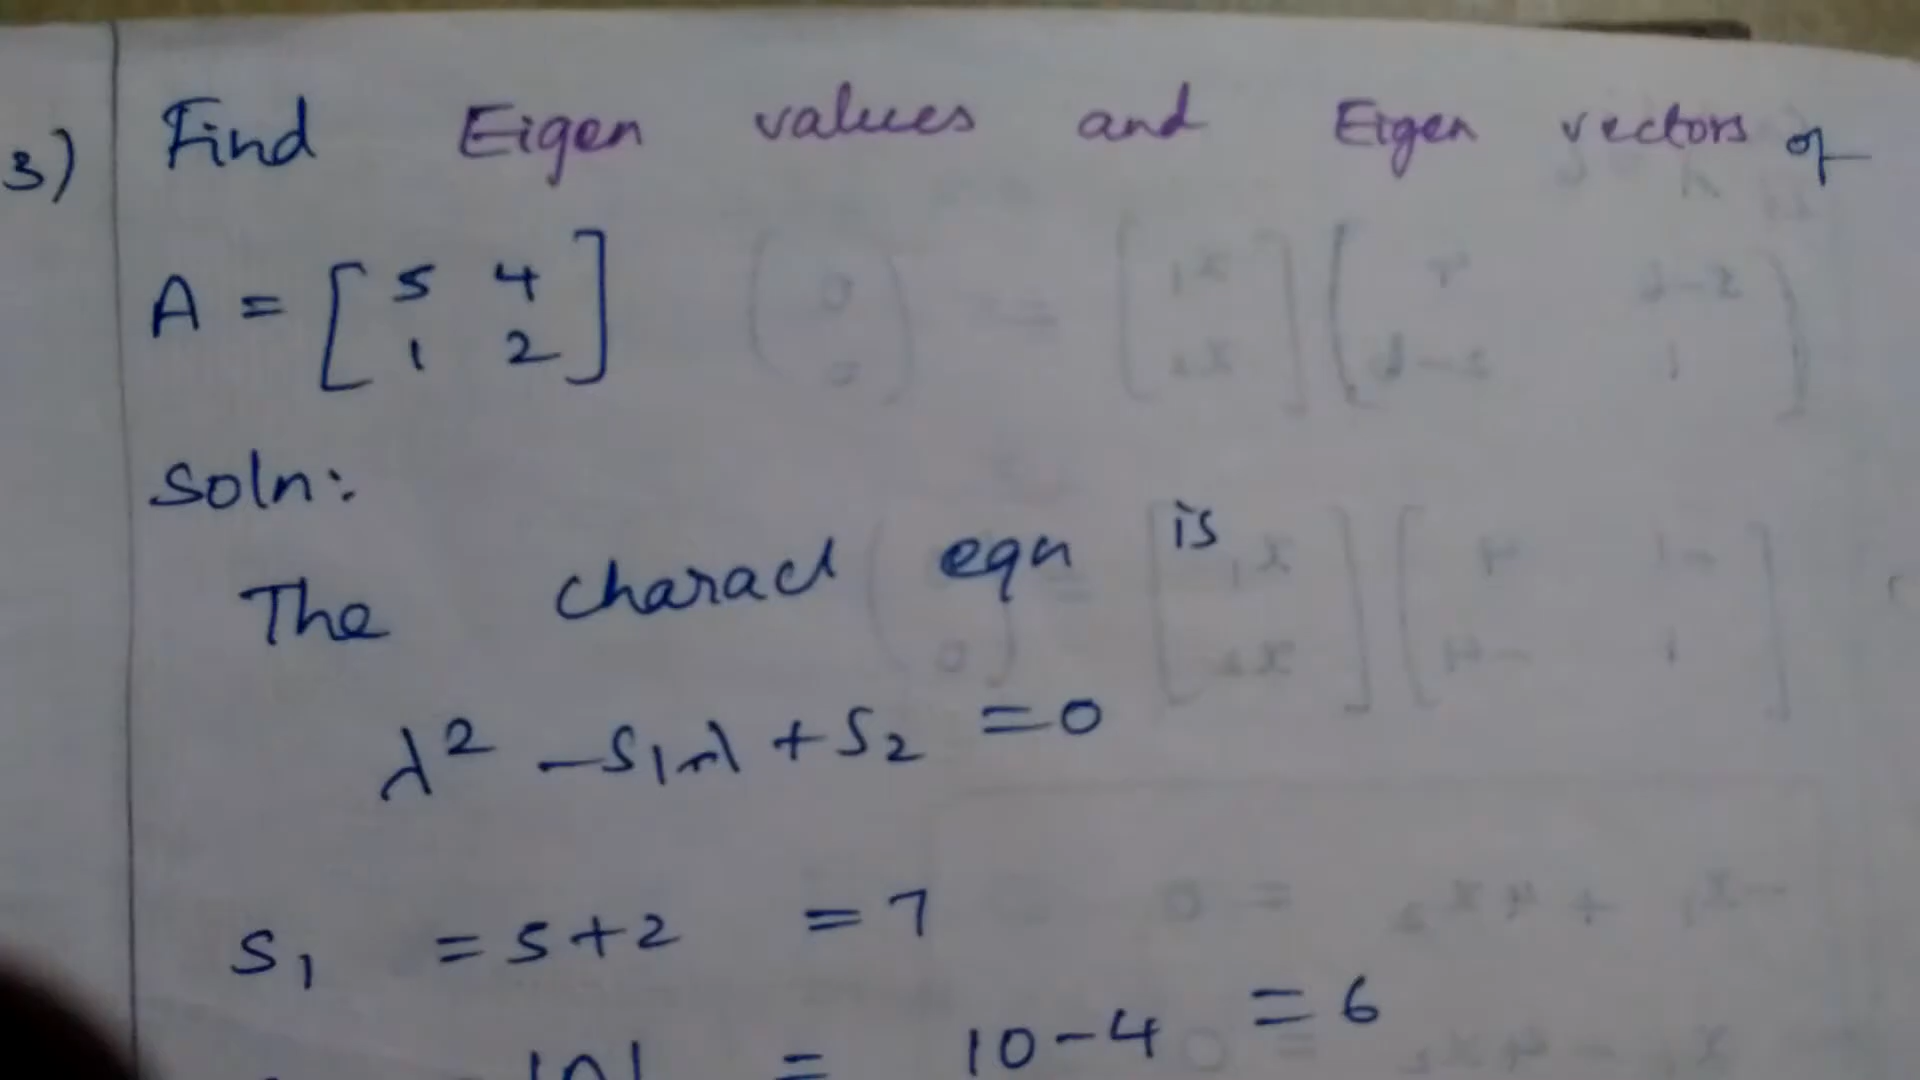 3) Find Eigen values and Eigen vectors of
A = [ 5 4
1 2 ]
Soln:
The charact eqn is
λ² - S₁λ + S₂ = 0
S₁ = 5+2 = 7
= 10-4 = 6